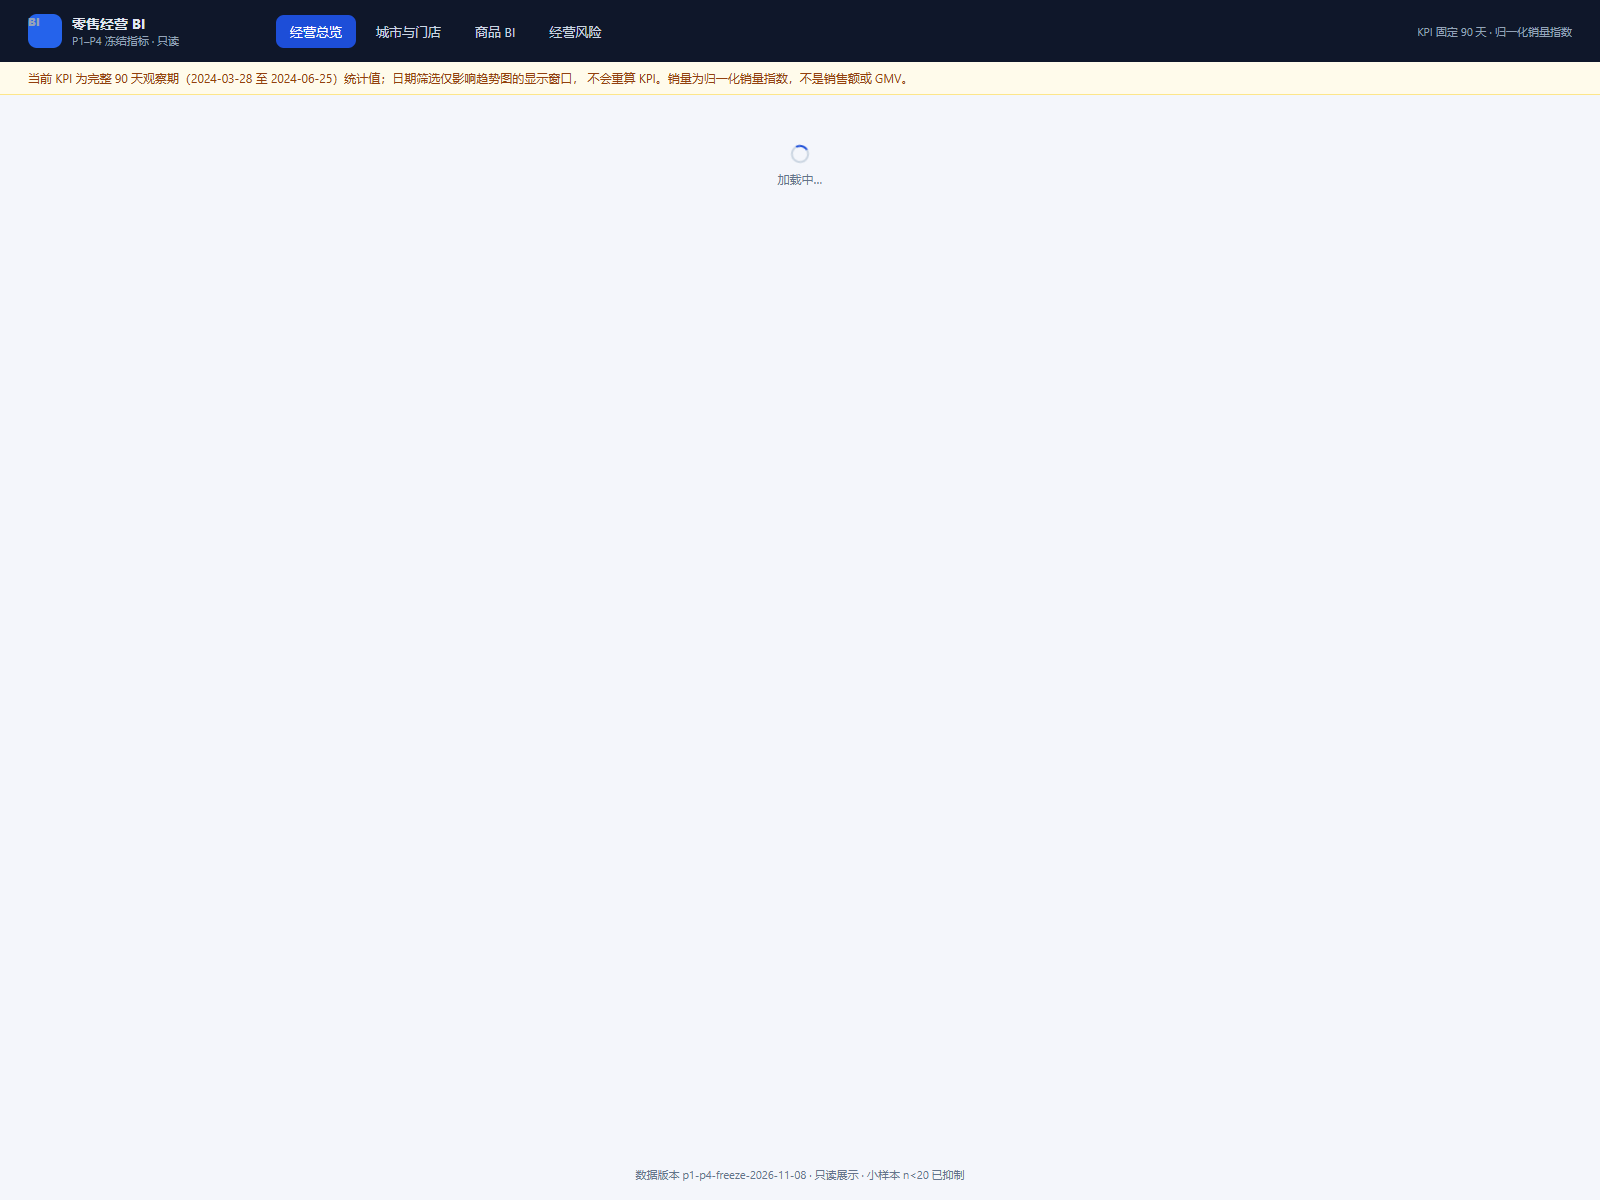 BI
零售经营 BI
P1–P4 冻结指标 · 只读
经营总览
城市与门店
商品 BI
经营风险
KPI 固定 90 天 · 归一化销量指数
当前 KPI 为完整 90 天观察期（2024-03-28 至 2024-06-25）统计值；日期筛选仅影响趋势图的显示窗口， 不会重算 KPI。销量为归一化销量指数，不是销售额或 GMV。
加载中...
数据版本 p1-p4-freeze-2026-11-08 · 只读展示 · 小样本 n<20 已抑制